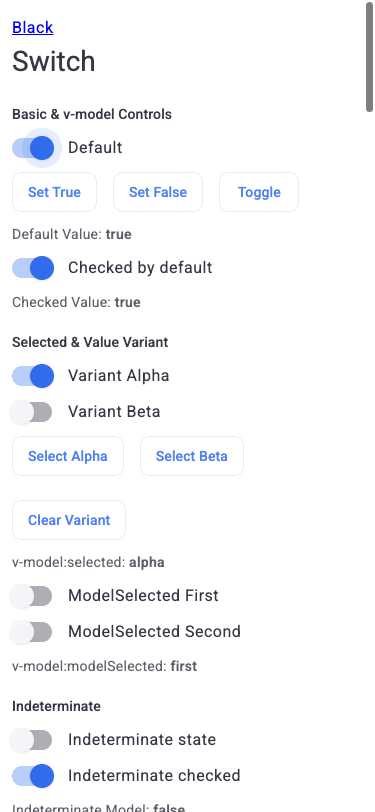 Black
Switch
Basic & v-model Controls
Default
Set True Set False Toggle
Default Value: true
Checked by default
Checked Value: true
Selected & Value Variant
Variant Alpha
Variant Beta
Select Alpha Select Beta
Clear Variant
v-model:selected: alpha
ModelSelected First
ModelSelected Second
v-model:modelSelected: first
Indeterminate
Indeterminate state
Indeterminate checked
Indeterminate Model: false